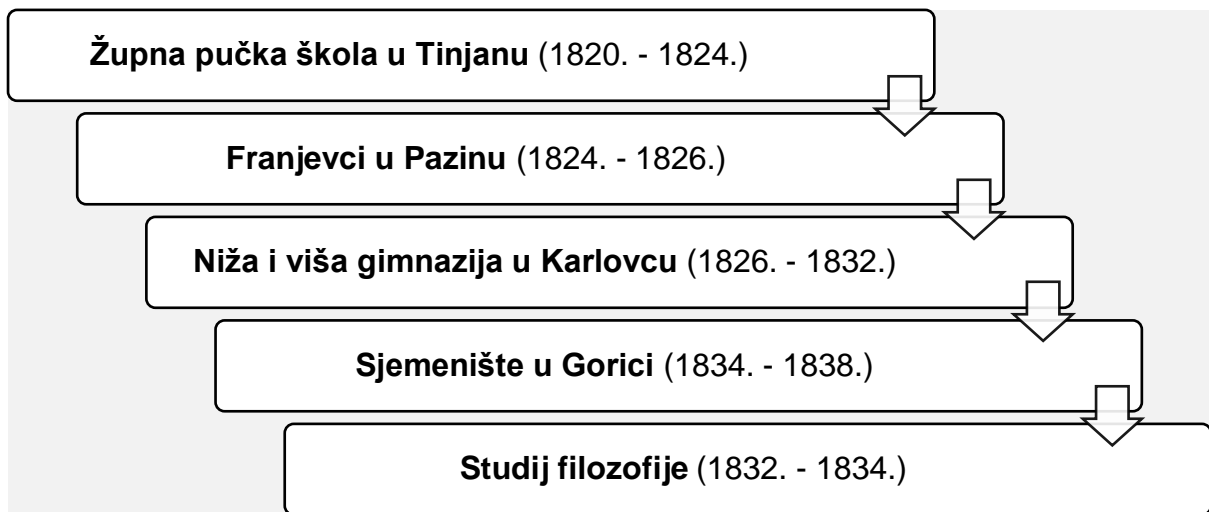 Župna pučka škola u Tinjanu (1820. - 1824.)
Franjevci u Pazinu (1824. - 1826.)
Niža i viša gimnazija u Karlovcu (1826. - 1832.)
Sjemenište u Gorici (1834. - 1838.)
Studij filozofije (1832. - 1834.)